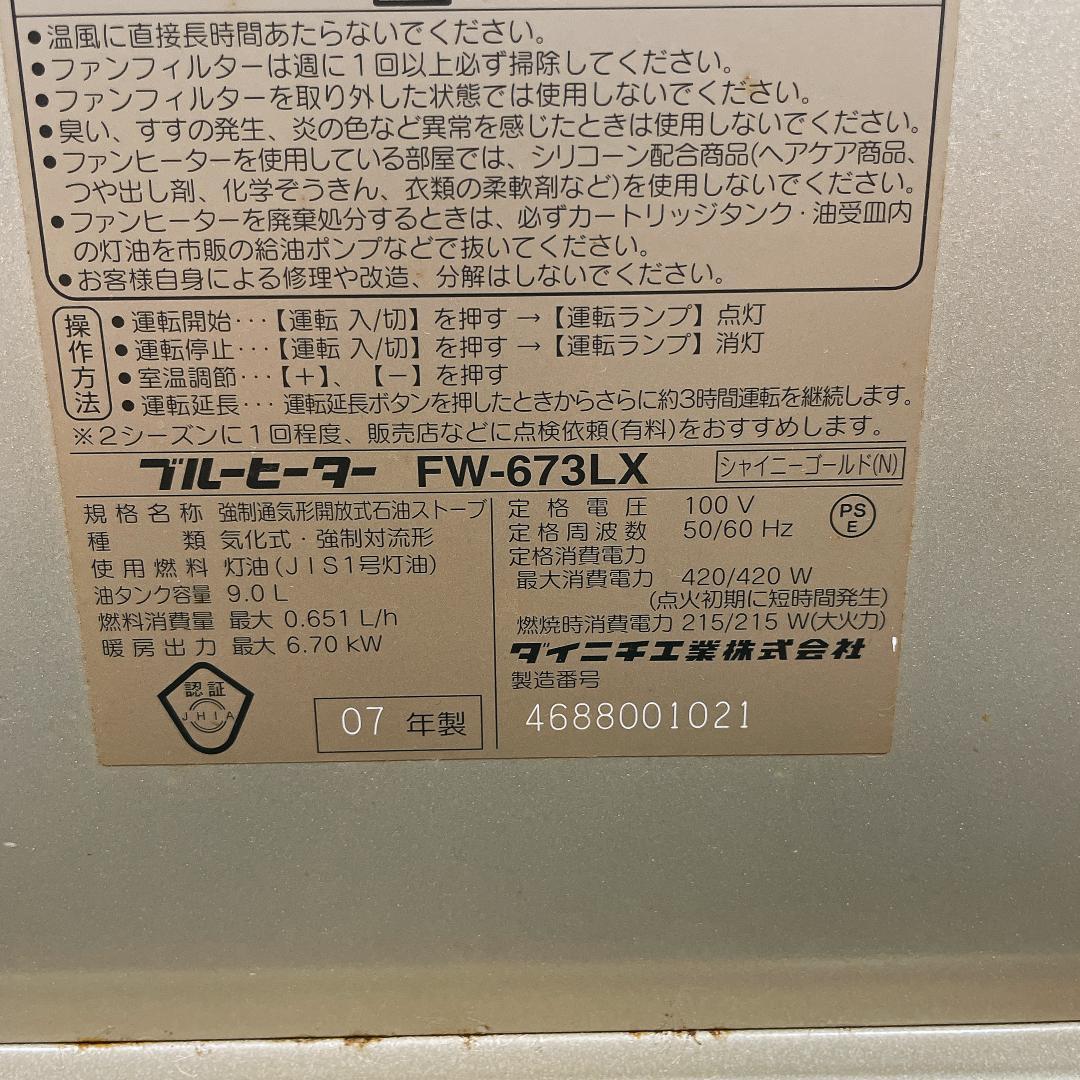 ●温風に直接長時間あたらないでください。
●ファンフィルターは週に1回以上必ず掃除してください。
●ファンフィルターを取り外した状態では使用しないでください。
●臭い、すすの発生、炎の色など異常を感じたときは使用しないでください。
●ファンヒーターを使用している部屋では、シリコーン配合商品(ヘアケア商品、
つや出し剤、化学ぞうきん、衣類の柔軟剤など)を使用しないでください。
●ファンヒーターを廃棄処分するときは、必ずカートリッジタンク・油受皿内
の灯油を市販の給油ポンプなどで抜いてください。
●お客様自身による修理や改造、分解はしないでください。
操作方法
●運転開始･･･【運転 入/切】を押す→【運転ランプ】点灯
●運転停止･･･【運転 入/切】を押す→【運転ランプ】消灯
●室温調節･･･【+】、【-】を押す
●運転延長･･･運転延長ボタンを押したときからさらに約3時間運転を継続します。
※2シーズンに1回程度、販売店などに点検依頼(有料)をおすすめします。
ブルーヒーター FW-673LX シャイニーゴールド(N)
規格名称 強制通気形開放式石油ストーブ
種類 気化式・強制対流形
使用燃料 灯油(JIS1号灯油)
油タンク容量 9.0 L
燃料消費量 最大 0.651 L/h
暖房出力 最大 6.70 kW
認証
JHIA
07 年製
定格電圧 100 V
定格周波数 50/60 Hz
PS
E
定格消費電力
最大消費電力 420/420 W
(点火初期に短時間発生)
燃焼時消費電力 215/215 W(大火力)
ダイニチ工業株式会社
製造番号
4688001021